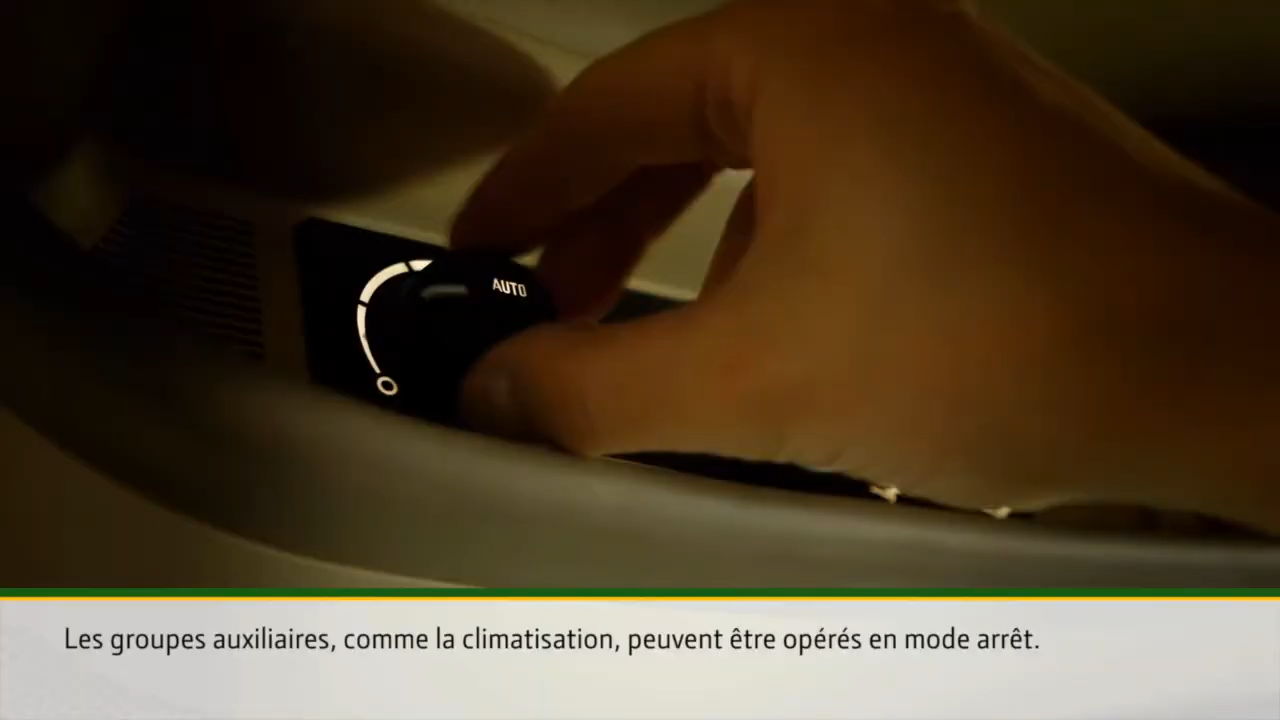 AUTO
Les groupes auxiliaires, comme la climatisation, peuvent être opérés en mode arrêt.